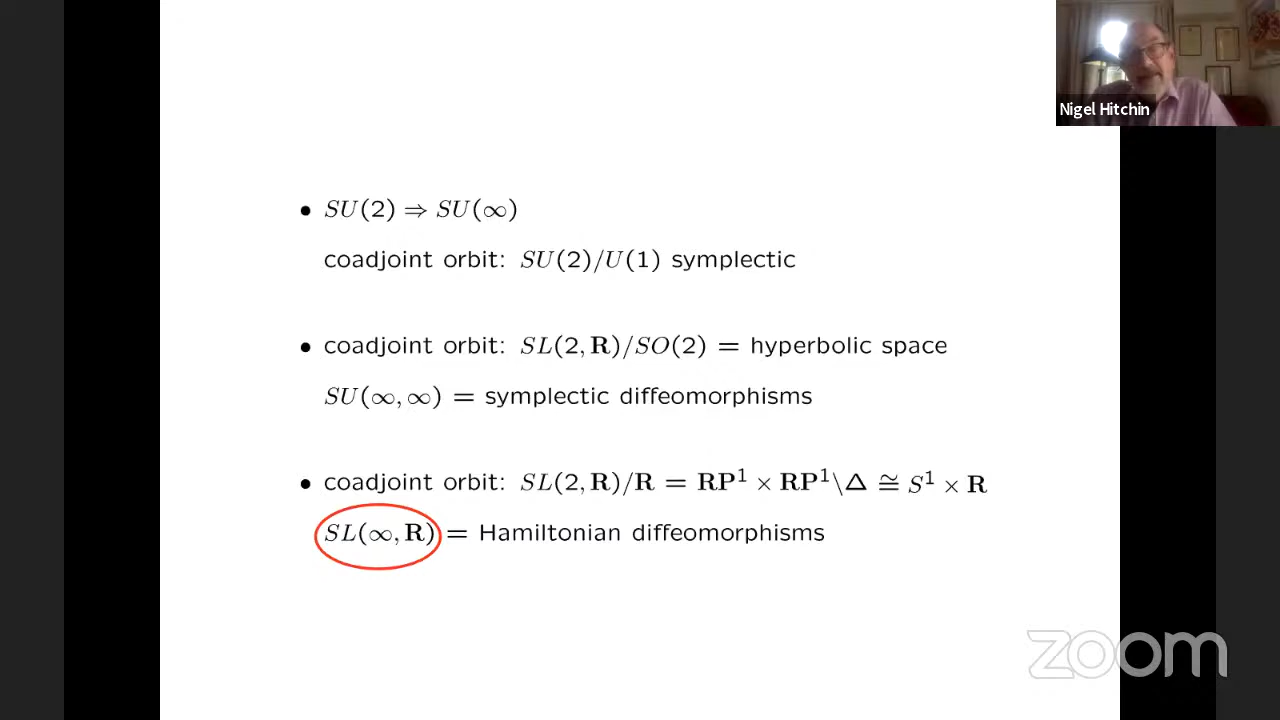 Nigel Hitchin
• SU(2) ⇒ SU(∞)
coadjoint orbit: SU(2)/U(1) symplectic
• coadjoint orbit: SL(2, R)/SO(2) = hyperbolic space
SU(∞, ∞) = symplectic diffeomorphisms
• coadjoint orbit: SL(2, R)/R = RP¹ × RP¹\Δ ≅ S¹ × R
SL(∞, R) = Hamiltonian diffeomorphisms
zoom